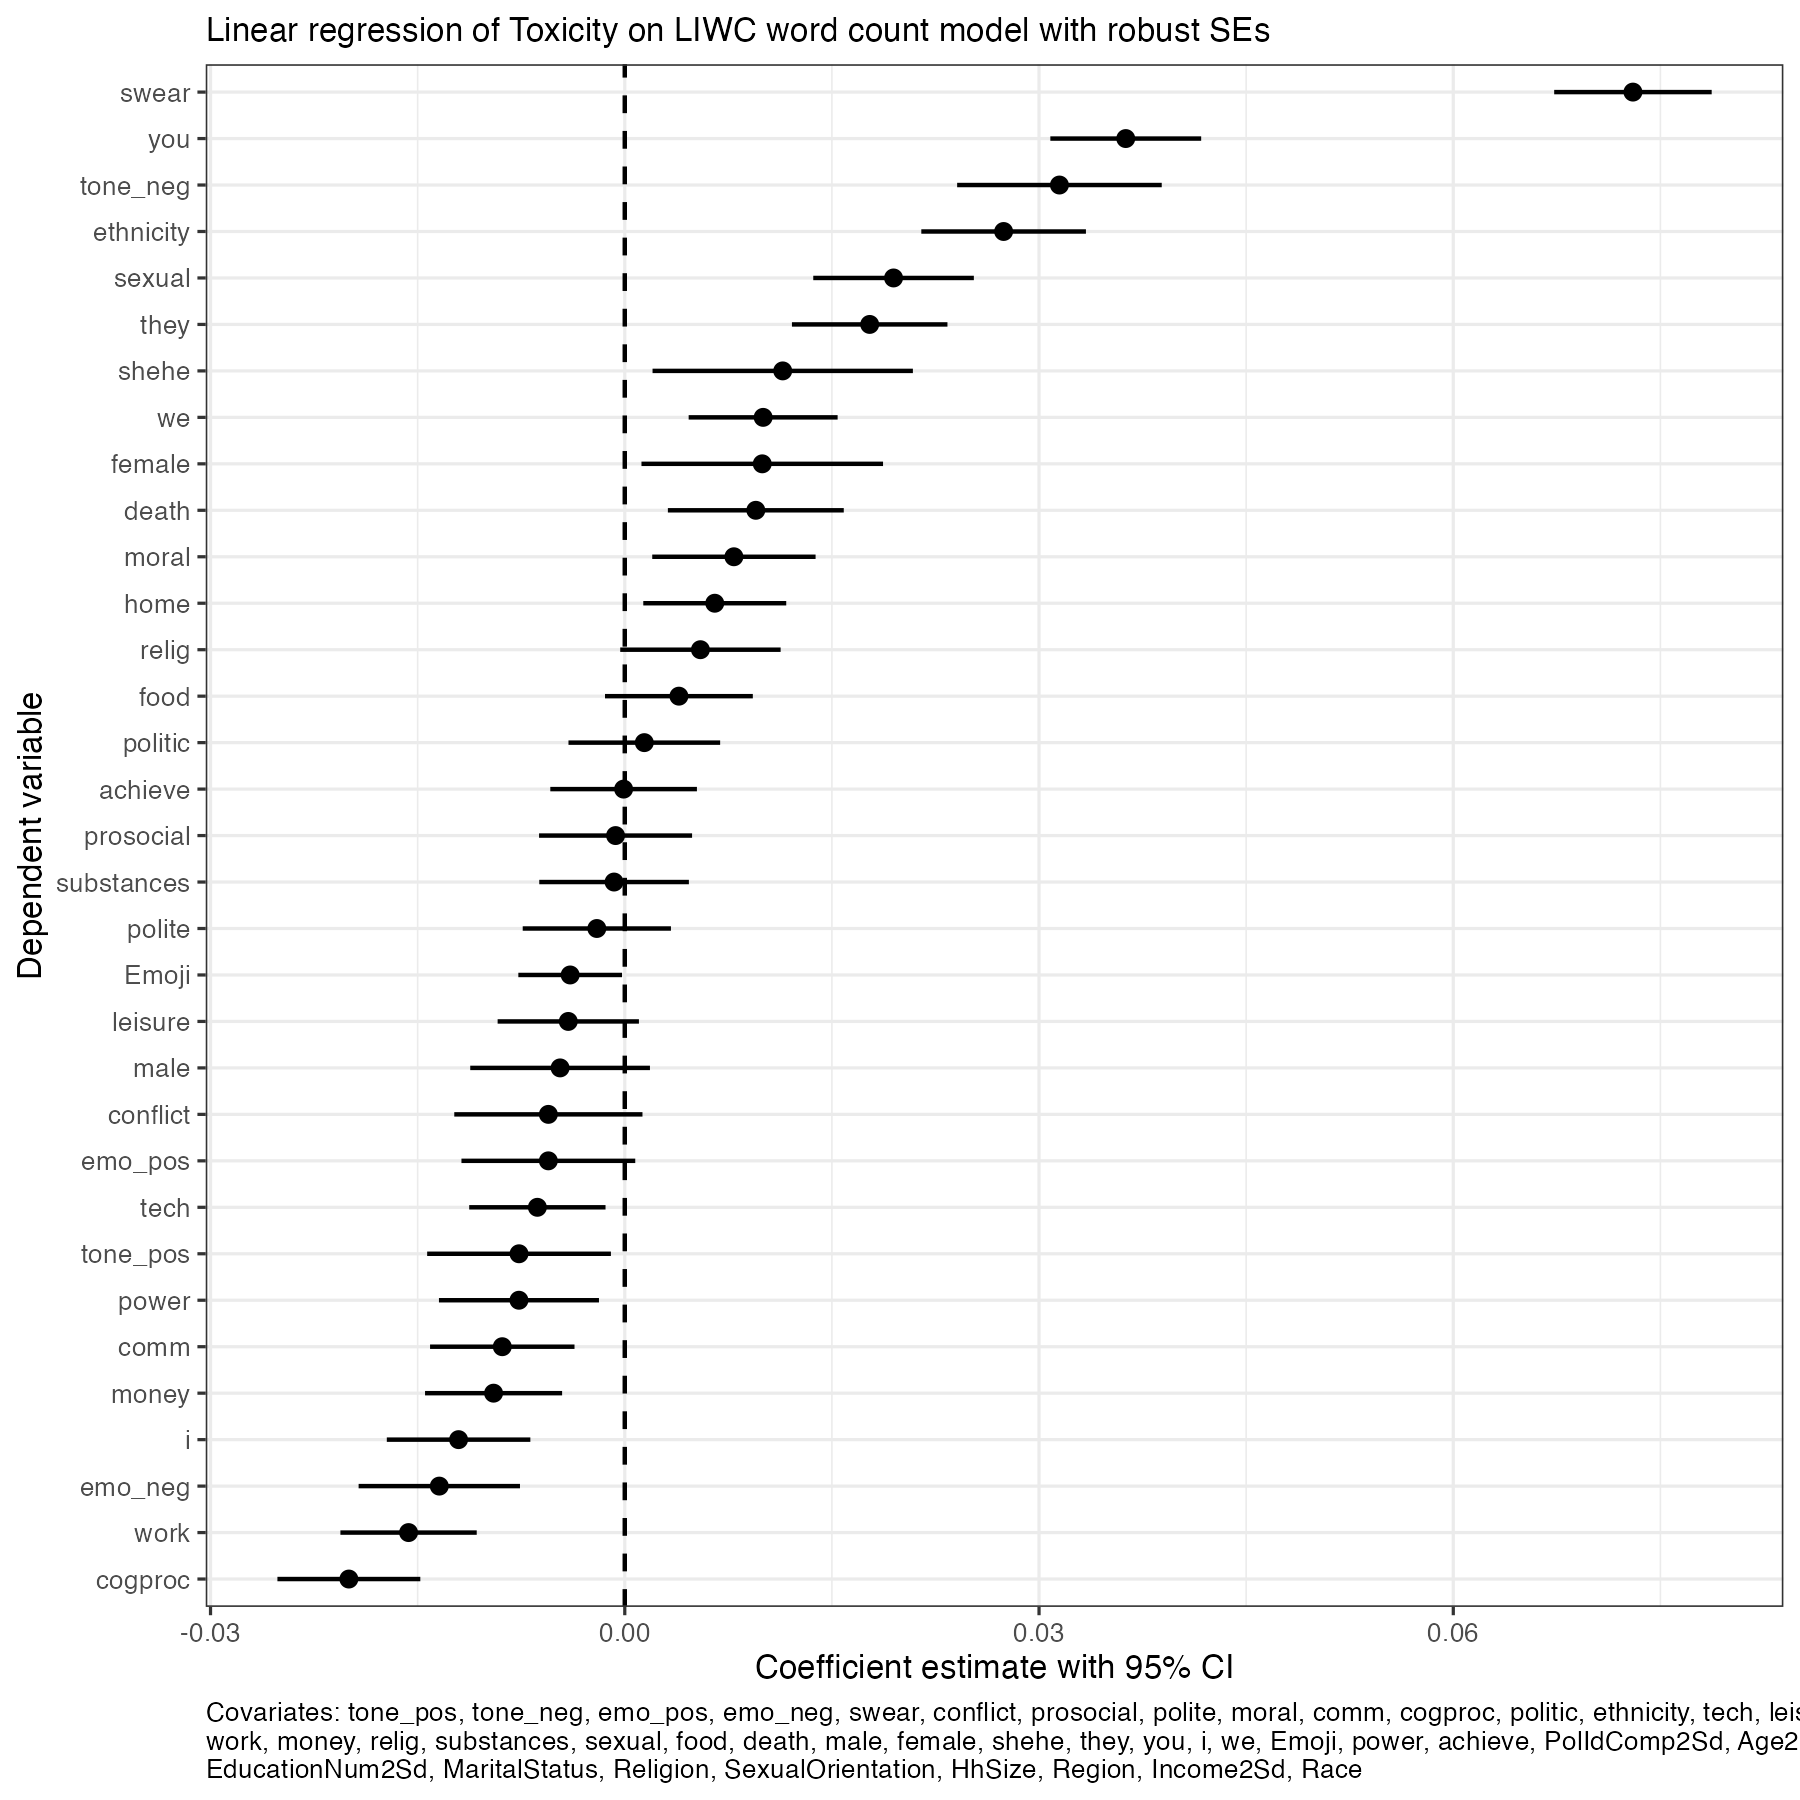 Linear regression of Toxicity on LIWC word count model with robust SEs
swear
you
tone_neg
ethnicity
sexual
they
shehe
we
female
death
moral
home
relig
food
politic
achieve
prosocial
substances
polite
Emoji
leisure
male
conflict
emo_pos
tech
tone_pos
power
comm
money
i
emo_neg
work
cogproc
Dependent variable
-0.03 0.00 0.03 0.06
Coefficient estimate with 95% CI
Covariates: tone_pos, tone_neg, emo_pos, emo_neg, swear, conflict, prosocial, polite, moral, comm, cogproc, politic, ethnicity, tech,
work, money, relig, substances, sexual, food, death, male, female, shehe, they, you, i, we, Emoji, power, achieve, PolIdComp2Sd,
EducationNum2Sd, MaritalStatus, Religion, SexualOrientation, HhSize, Region, Income2Sd, Race